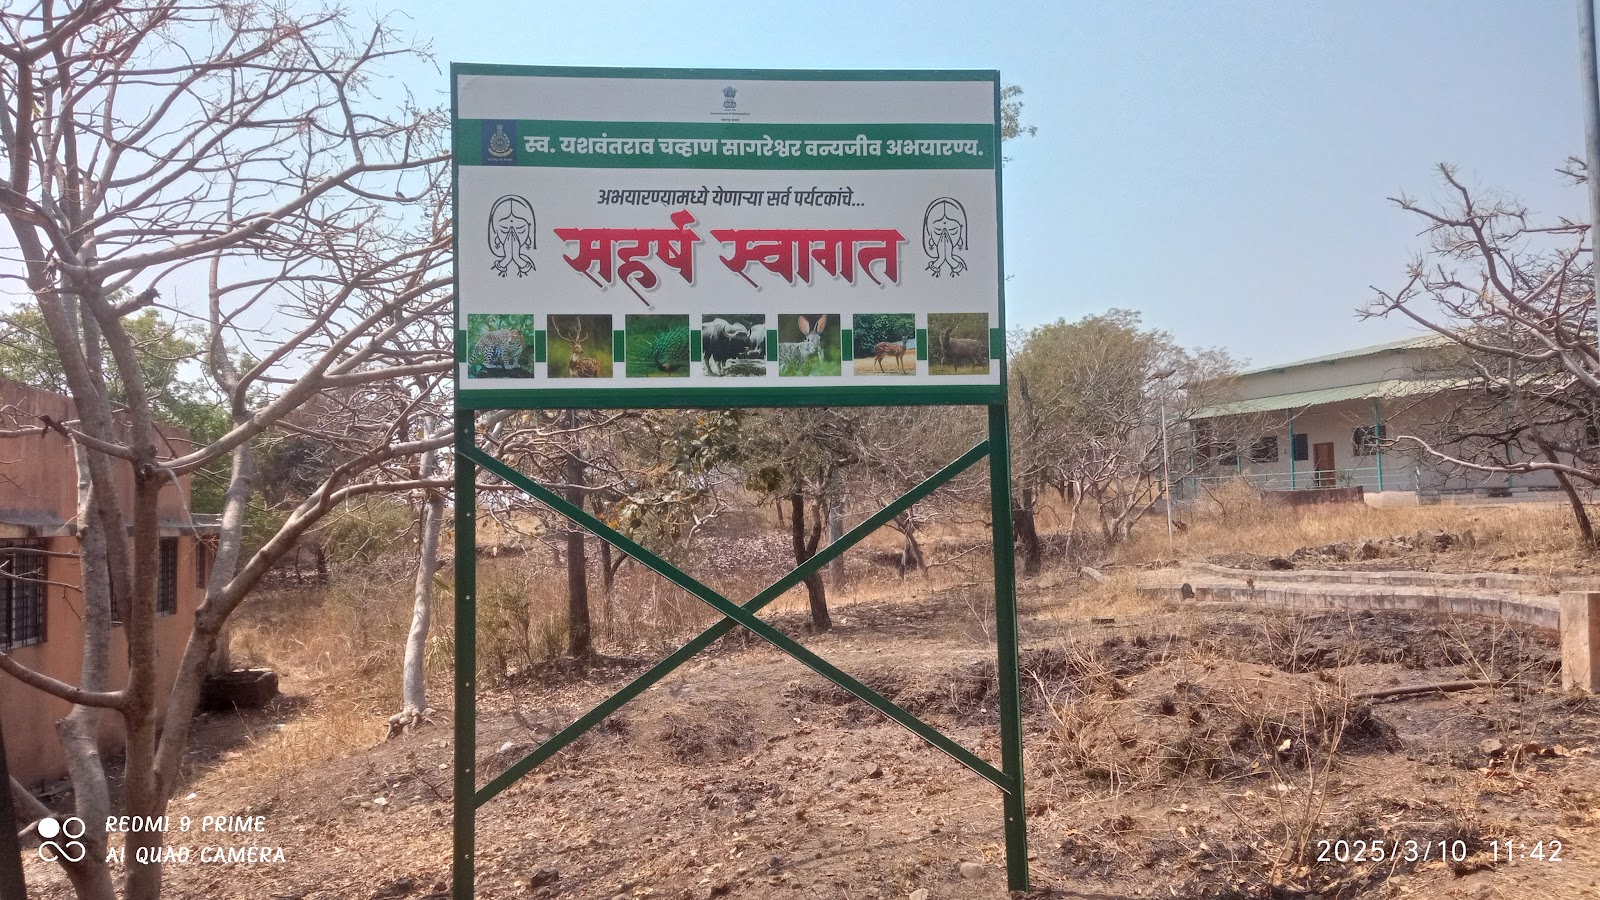 स्व. यशवंतराव चव्हाण सागरेश्वर वन्यजीव अभयारण्य.
अभयारण्यामध्ये येणाऱ्या सर्व पर्यटकांचे...
सहर्ष स्वागत
REDMI 9 PRIME
AI QUAD CAMERA
2025/3/10 11:42